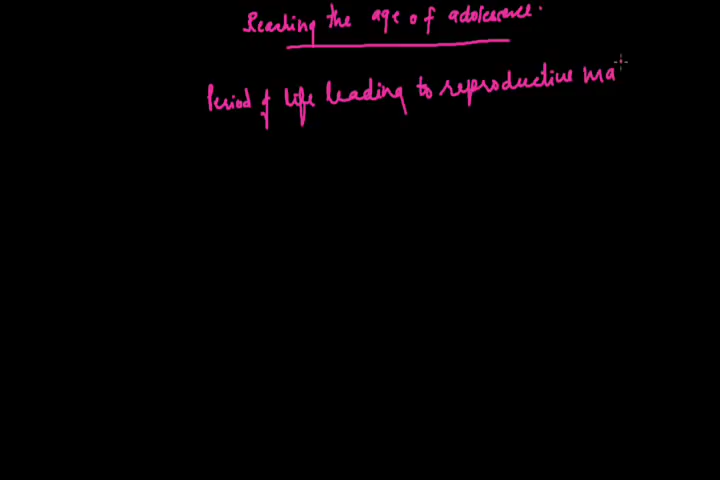 Reaching the age of adolescence.
Period of life leading to reproductive ma